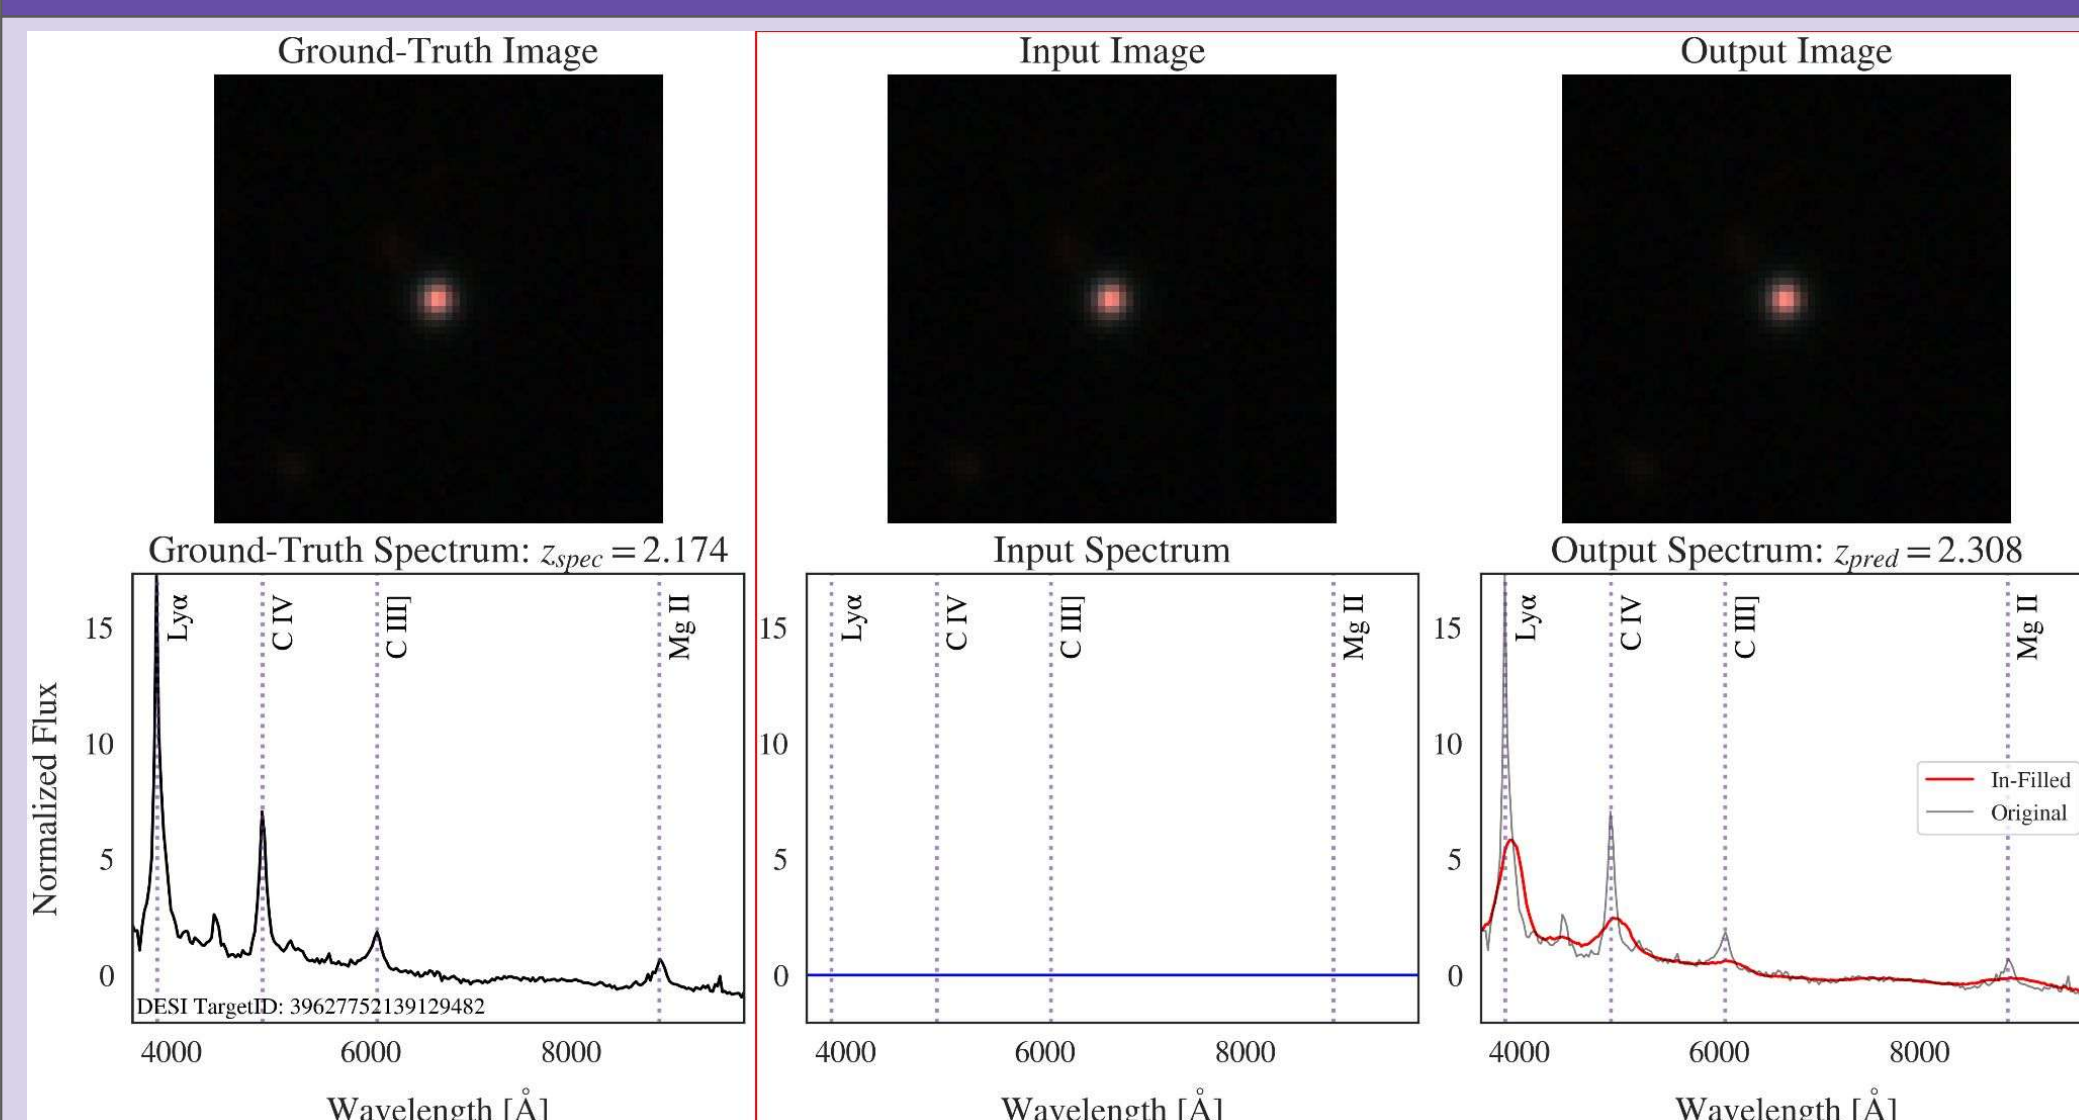 Ground-Truth Image
Input Image
Output Image
Ground-Truth Spectrum: z_spec = 2.174
Input Spectrum
Output Spectrum: z_pred = 2.308
Normalized Flux
15
10
5
0
Lyα
C IV
C III]
Mg II
DESI TargetID: 39627752139129482
4000
6000
8000
Wavelength [Å]
15
10
5
0
Lyα
C IV
C III]
Mg II
4000
6000
8000
Wavelength [Å]
15
10
5
0
Lyα
C IV
C III]
Mg II
In-Filled
Original
4000
6000
8000
Wavelength [Å]